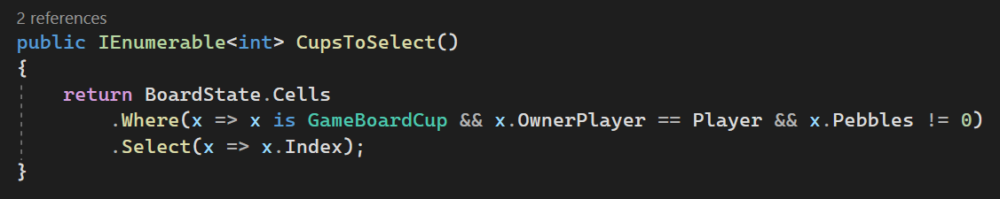 2 references
public IEnumerable<int> CupsToSelect()
{
    return BoardState.Cells
        .Where(x => x is GameBoardCup && x.OwnerPlayer == Player && x.Pebbles != 0)
        .Select(x => x.Index);
}